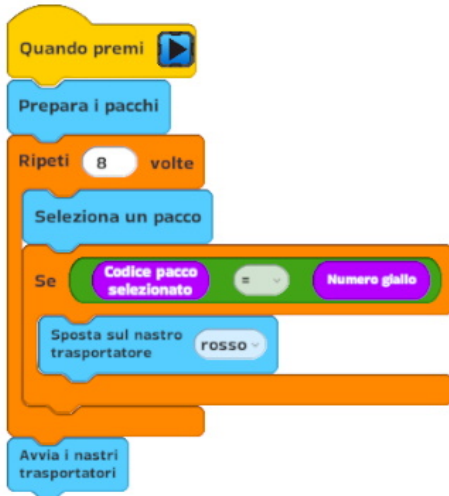 Quando premi
Prepara i pacchi
Ripeti 8 volte
Seleziona un pacco
Se Codice pacco selezionato = Numero giallo
Sposta sul nastro trasportatore rosso
Avvia i nastri
trasportatori